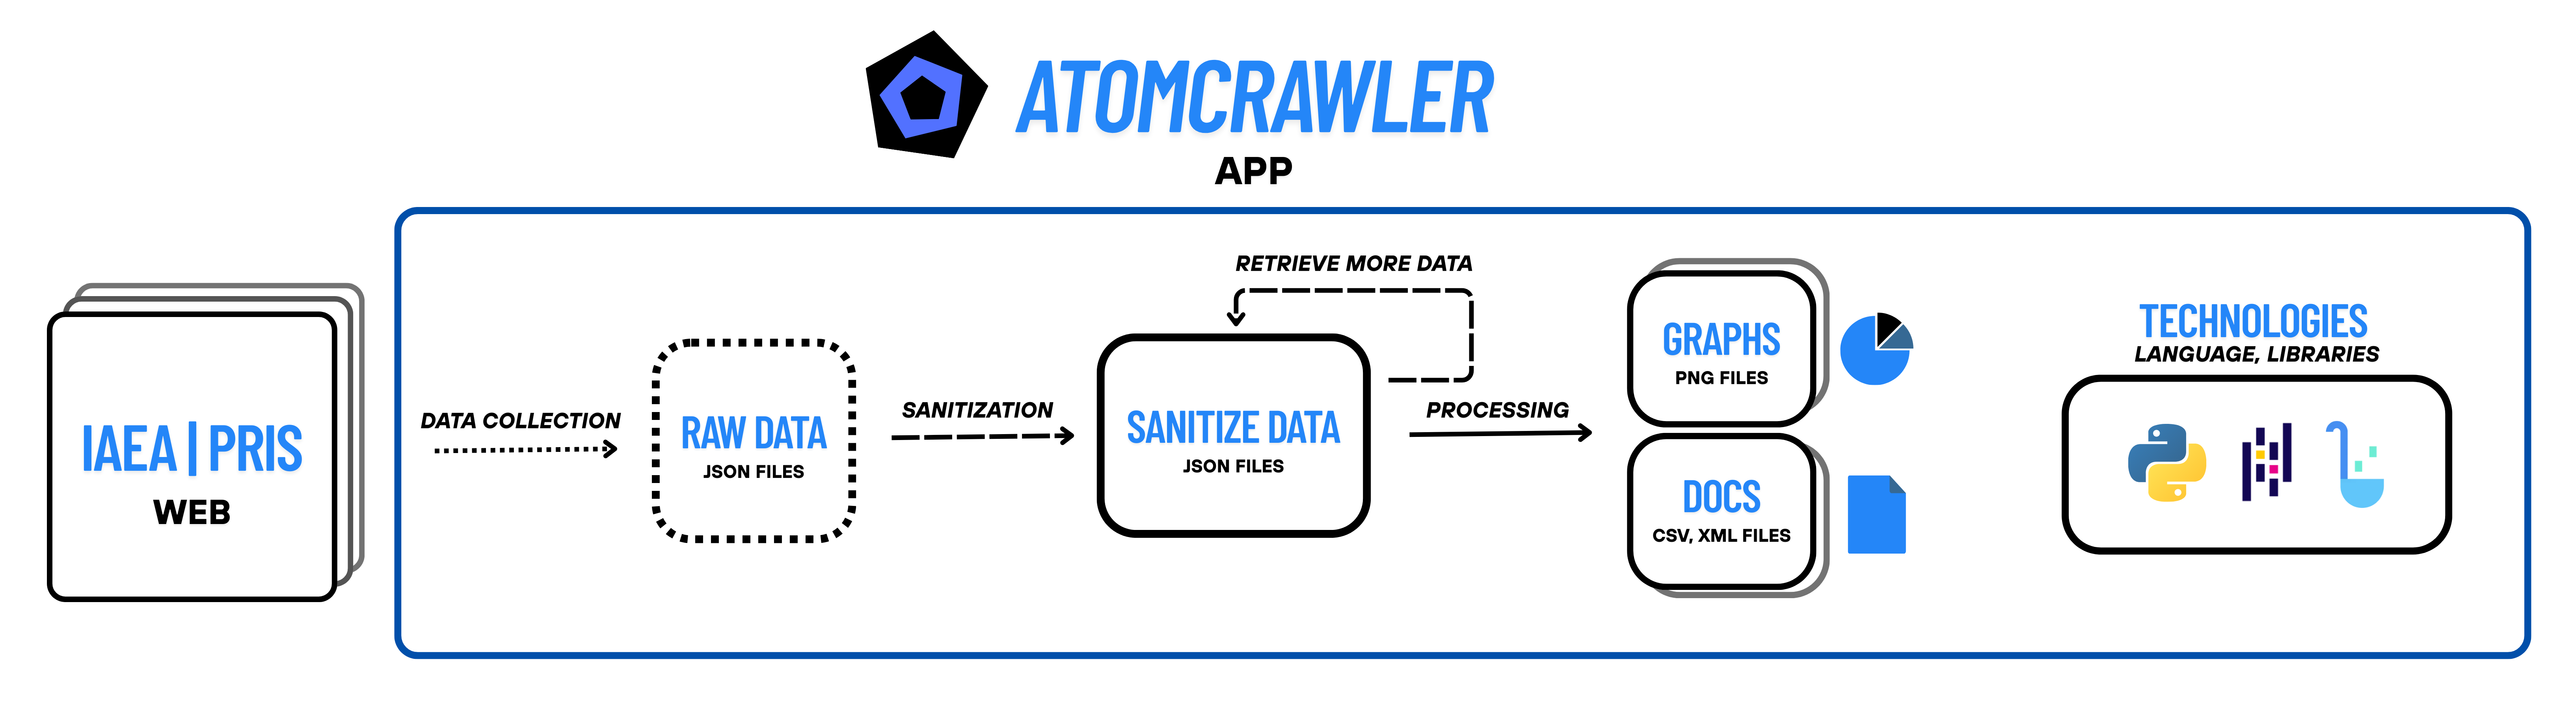 ATOMCRAWLER
APP
IAEA | PRIS
WEB
DATA COLLECTION
RAW DATA
JSON FILES
SANITIZATION
RETRIEVE MORE DATA
SANITIZE DATA
JSON FILES
PROCESSING
GRAPHS
PNG FILES
DOCS
CSV, XML FILES
TECHNOLOGIES
LANGUAGE, LIBRARIES